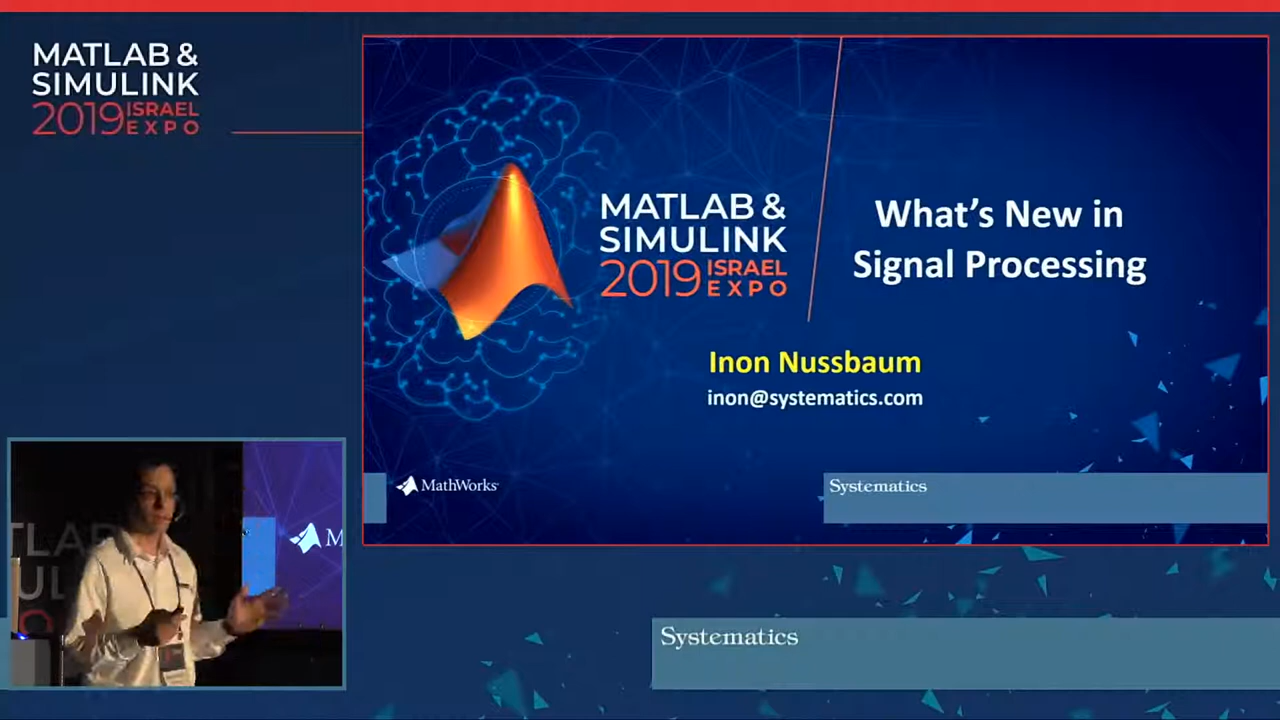 MATLAB &
SIMULINK
2019 ISRAEL
EXPO
MATLAB &
SIMULINK
2019 ISRAEL
EXPO
What's New in
Signal Processing
Inon Nussbaum
inon@systematics.com
MathWorks
Systematics
Systematics